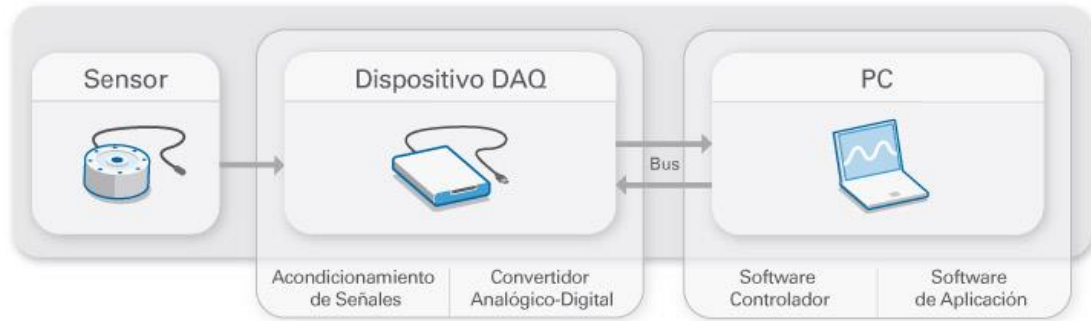 Sensor
Dispositivo DAQ
PC
Bus
Acondicionamiento
de Señales
Convertidor
Analógico-Digital
Software
Controlador
Software
de Aplicación